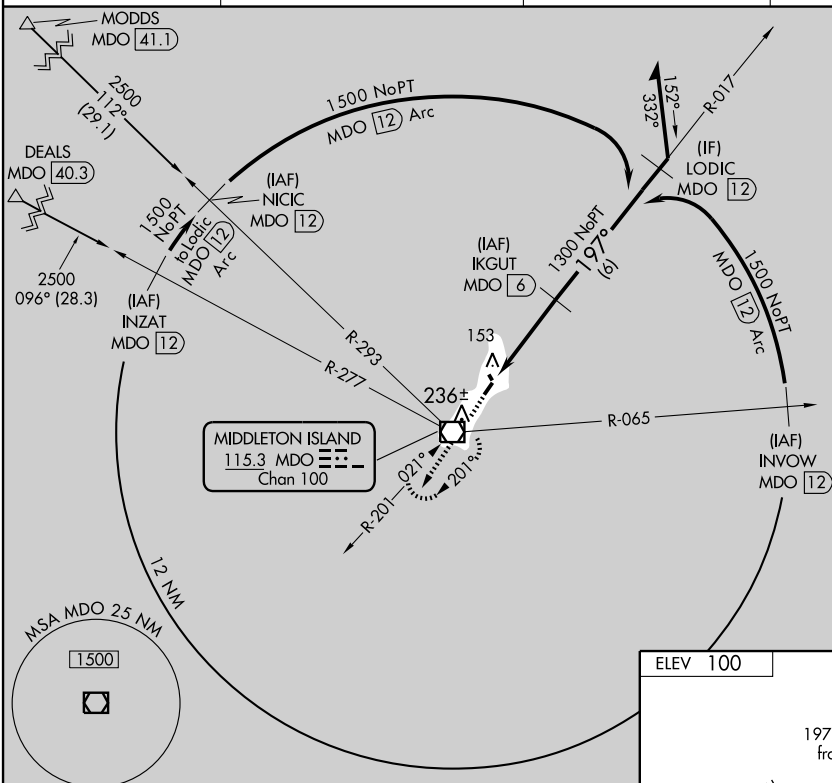 MODDS
MDO 41.1
2500
112°
(29.1)
DEALS
MDO 40.3
2500
096° (28.3)
1500 NoPT
MDO 12 Arc
152°
332°
R-017
(IF)
LODIC
MDO 12
(IAF)
NICIC
MDO 12
1500
NoPT
to Lodic
MDO 12
Arc
(IAF)
INZAT
MDO 12
(IAF)
IKGUT
MDO 6
1300 NoPT
197°
(6)
1500 NoPT
MDO 12 Arc
R-293
R-277
153
236±
R-065
(IAF)
INVOW
MDO 12
MIDDLETON ISLAND
115.3 MDO
Chan 100
R-201
021°
201°
12 NM
MSA MDO 25 NM
1500
ELEV 100
197
fro